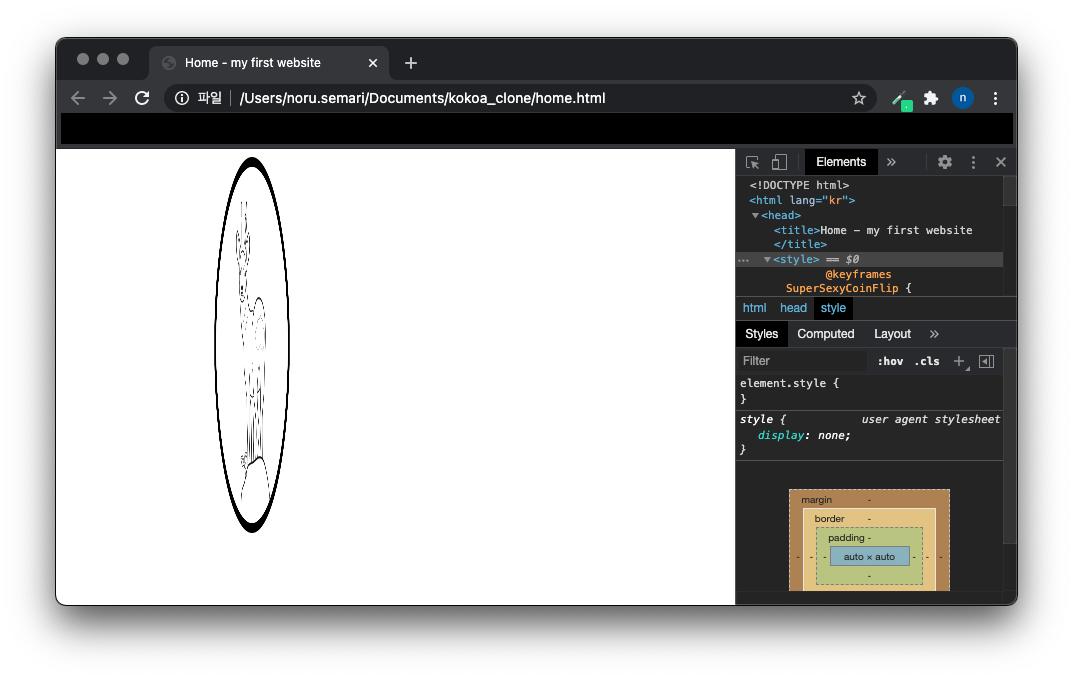 Home - my first website
파일 /Users/noru.semari/Documents/kokoa_clone/home.html
n
Elements
<!DOCTYPE html>
<html lang="kr">
<head>
<title>Home - my first website
</title>
<style> == $0
@keyframes
SuperSexyCoinFlip {
html head style
Styles Computed Layout
Filter :hov .cls
element.style {
}
style { user agent stylesheet
display: none;
}
margin -
border -
padding -
- - - auto × auto - - -
-